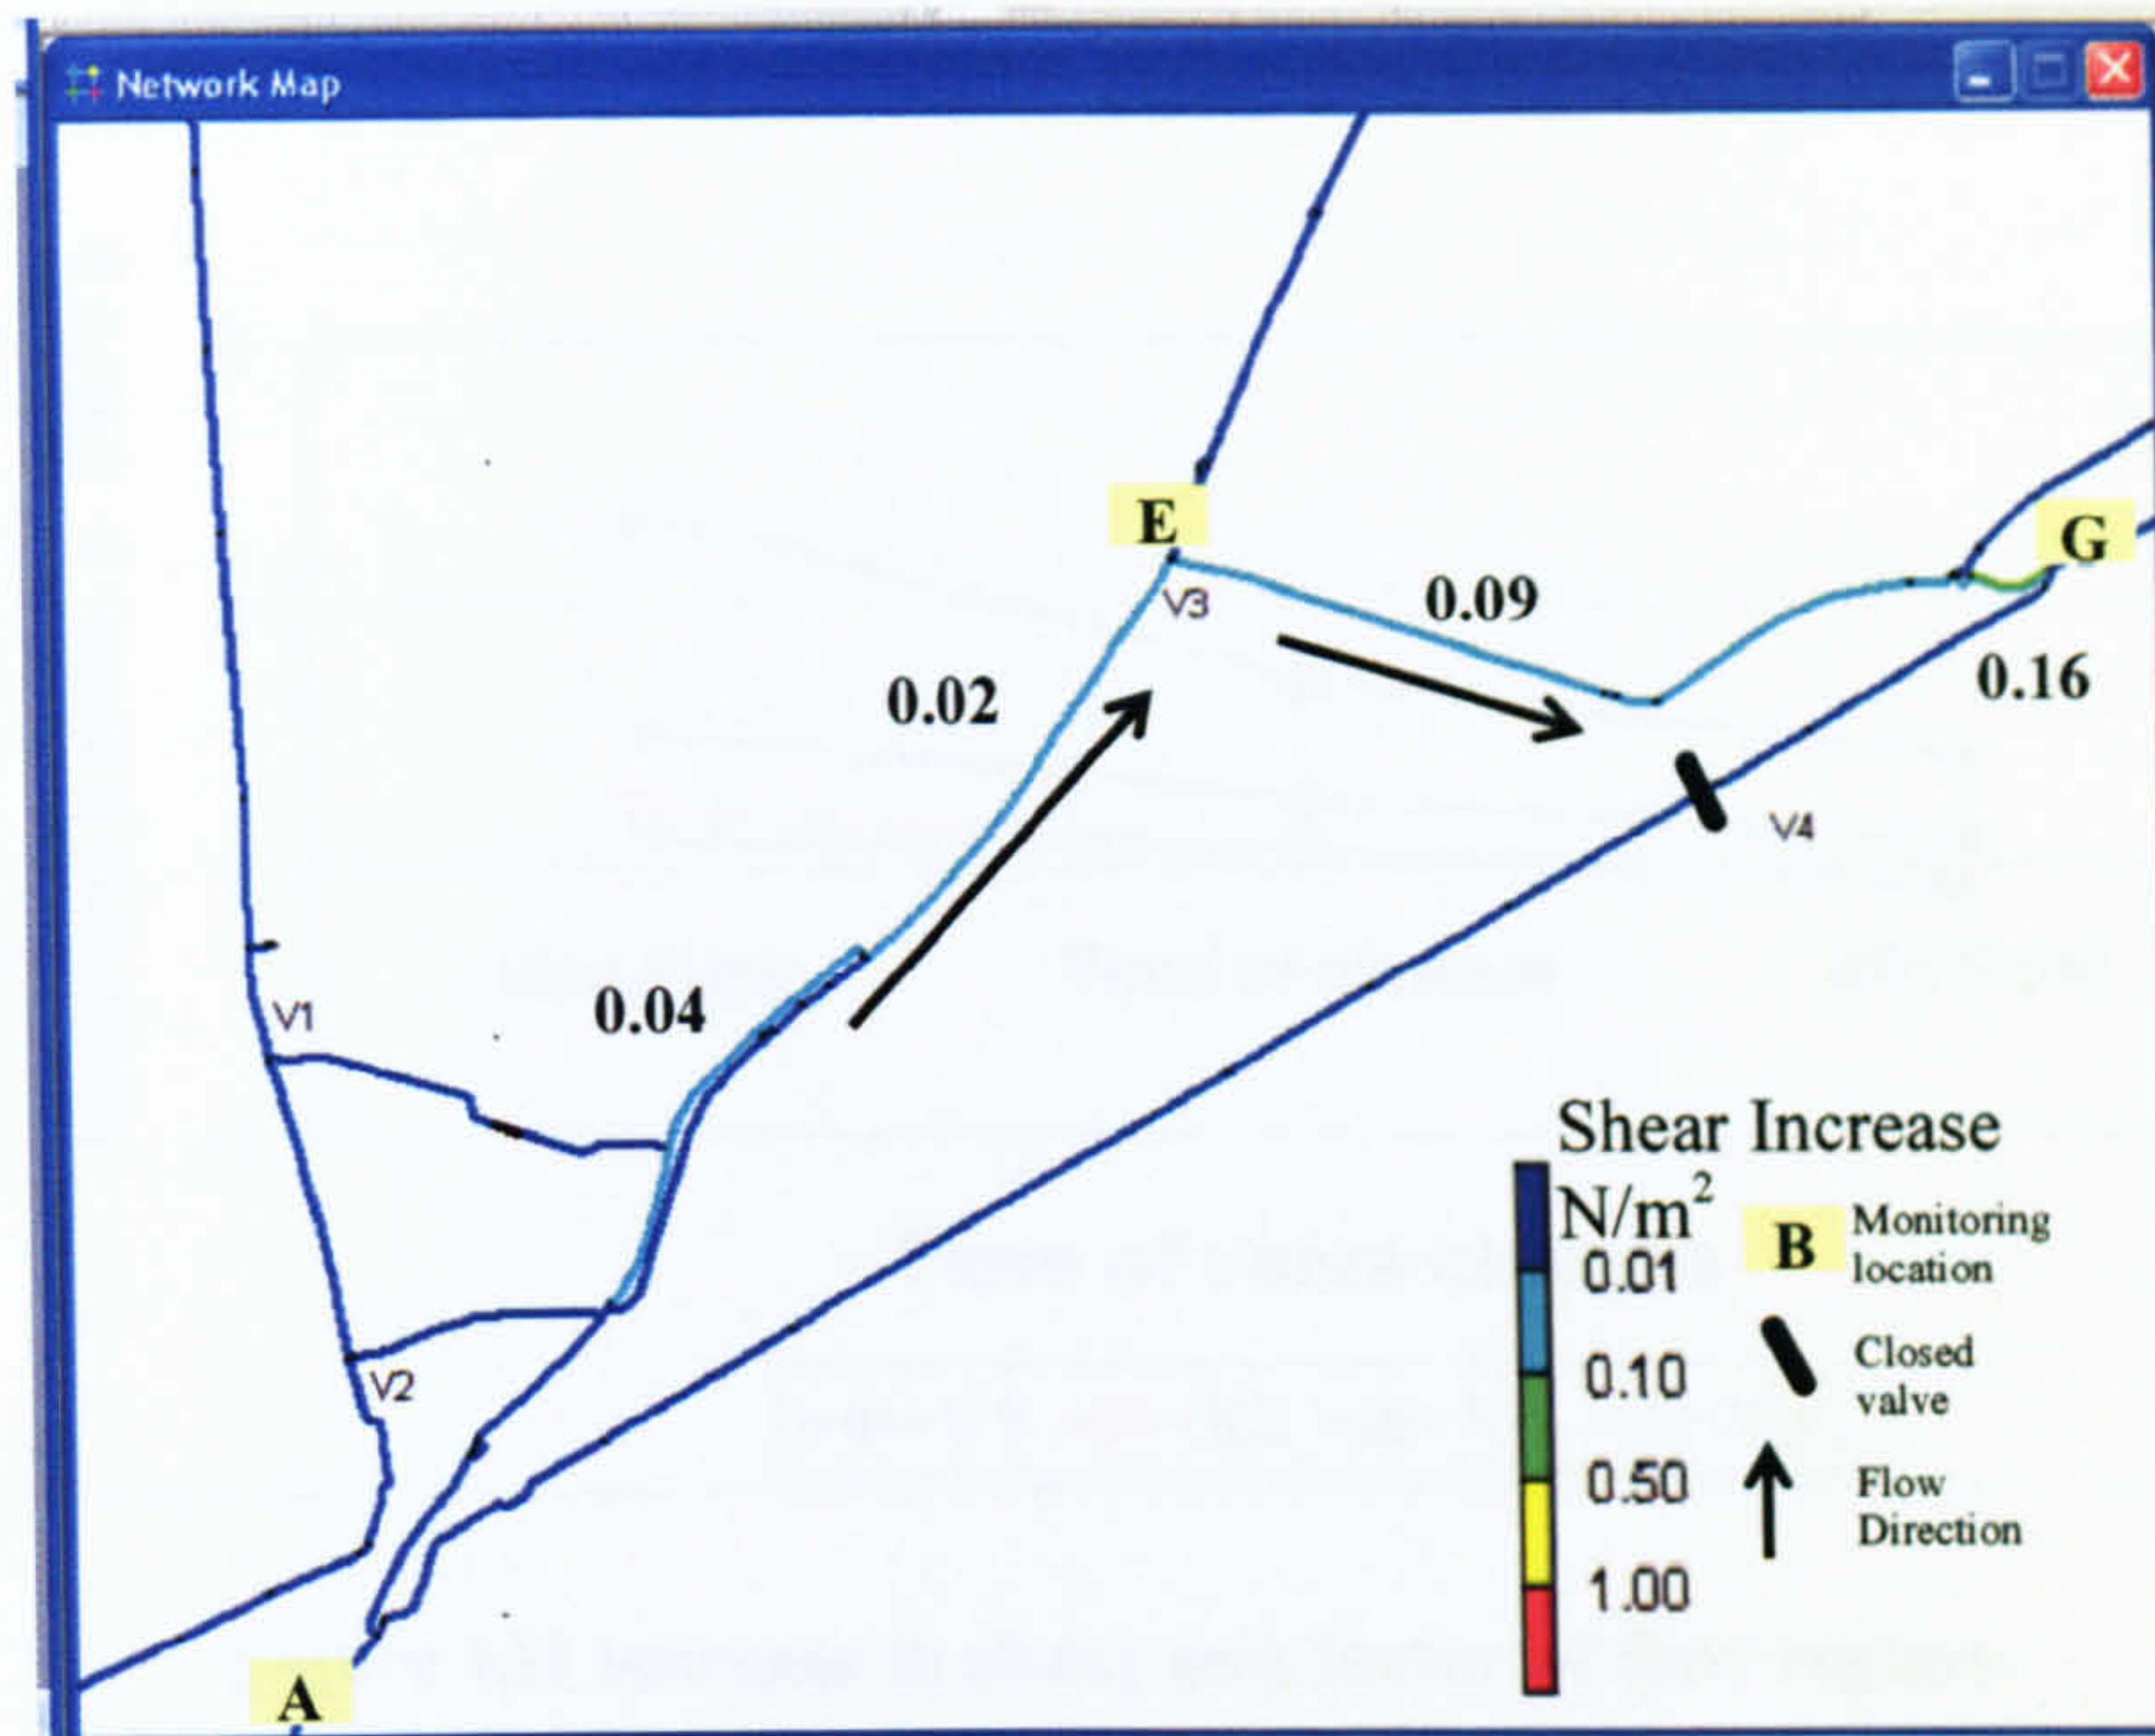 Network Map
E
G
V3
0.09
0.02
0.16
V4
V1
0.04
Shear Increase
N/m²
0.01
0.10
0.50
1.00
B
Monitoring
location
Closed
valve
Flow
Direction
V2
A